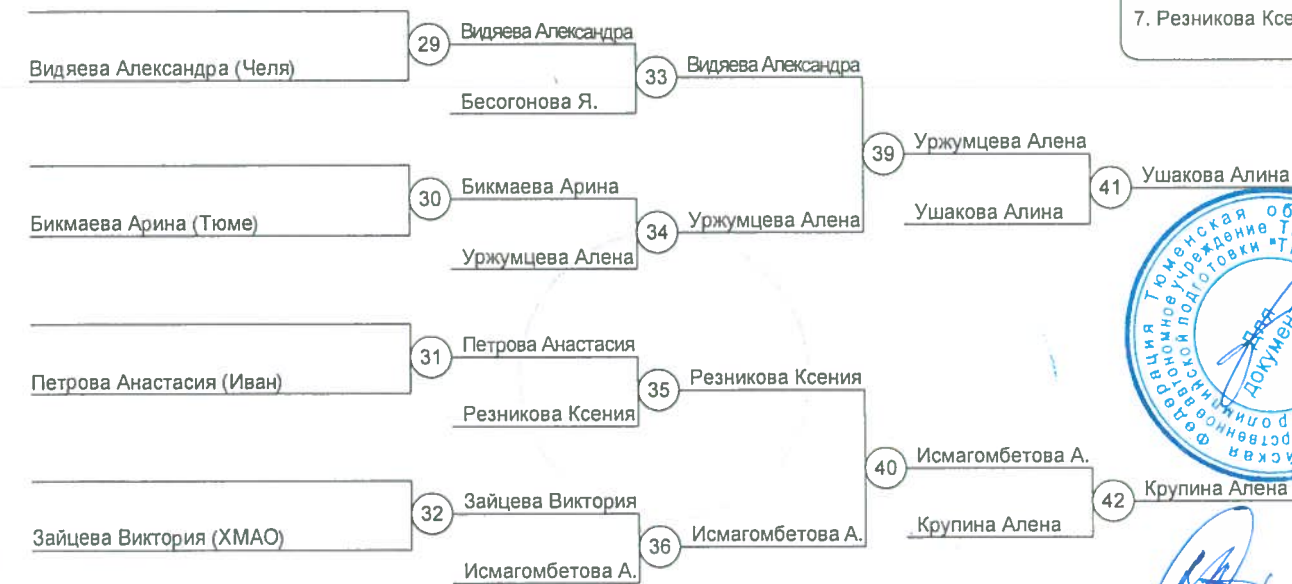 7. Резникова Ксе
29
Видяева Александра
Видяева Александра (Челя)
33
Видяева Александра
Бесогонова Я.
39
Уржумцева Алена
30
Бикмаева Арина
41
Ушакова Алина
Бикмаева Арина (Тюме)
34
Уржумцева Алена
Ушакова Алина
Уржумцева Алена
31
Петрова Анастасия
Петрова Анастасия (Иван)
35
Резникова Ксения
Резникова Ксения
40
Исмагомбетова А.
32
Зайцева Виктория
42
Крупина Алена
Зайцева Виктория (ХМАО)
36
Исмагомбетова А.
Крупина Алена
Исмагомбетова А.
Тюменская об
Для